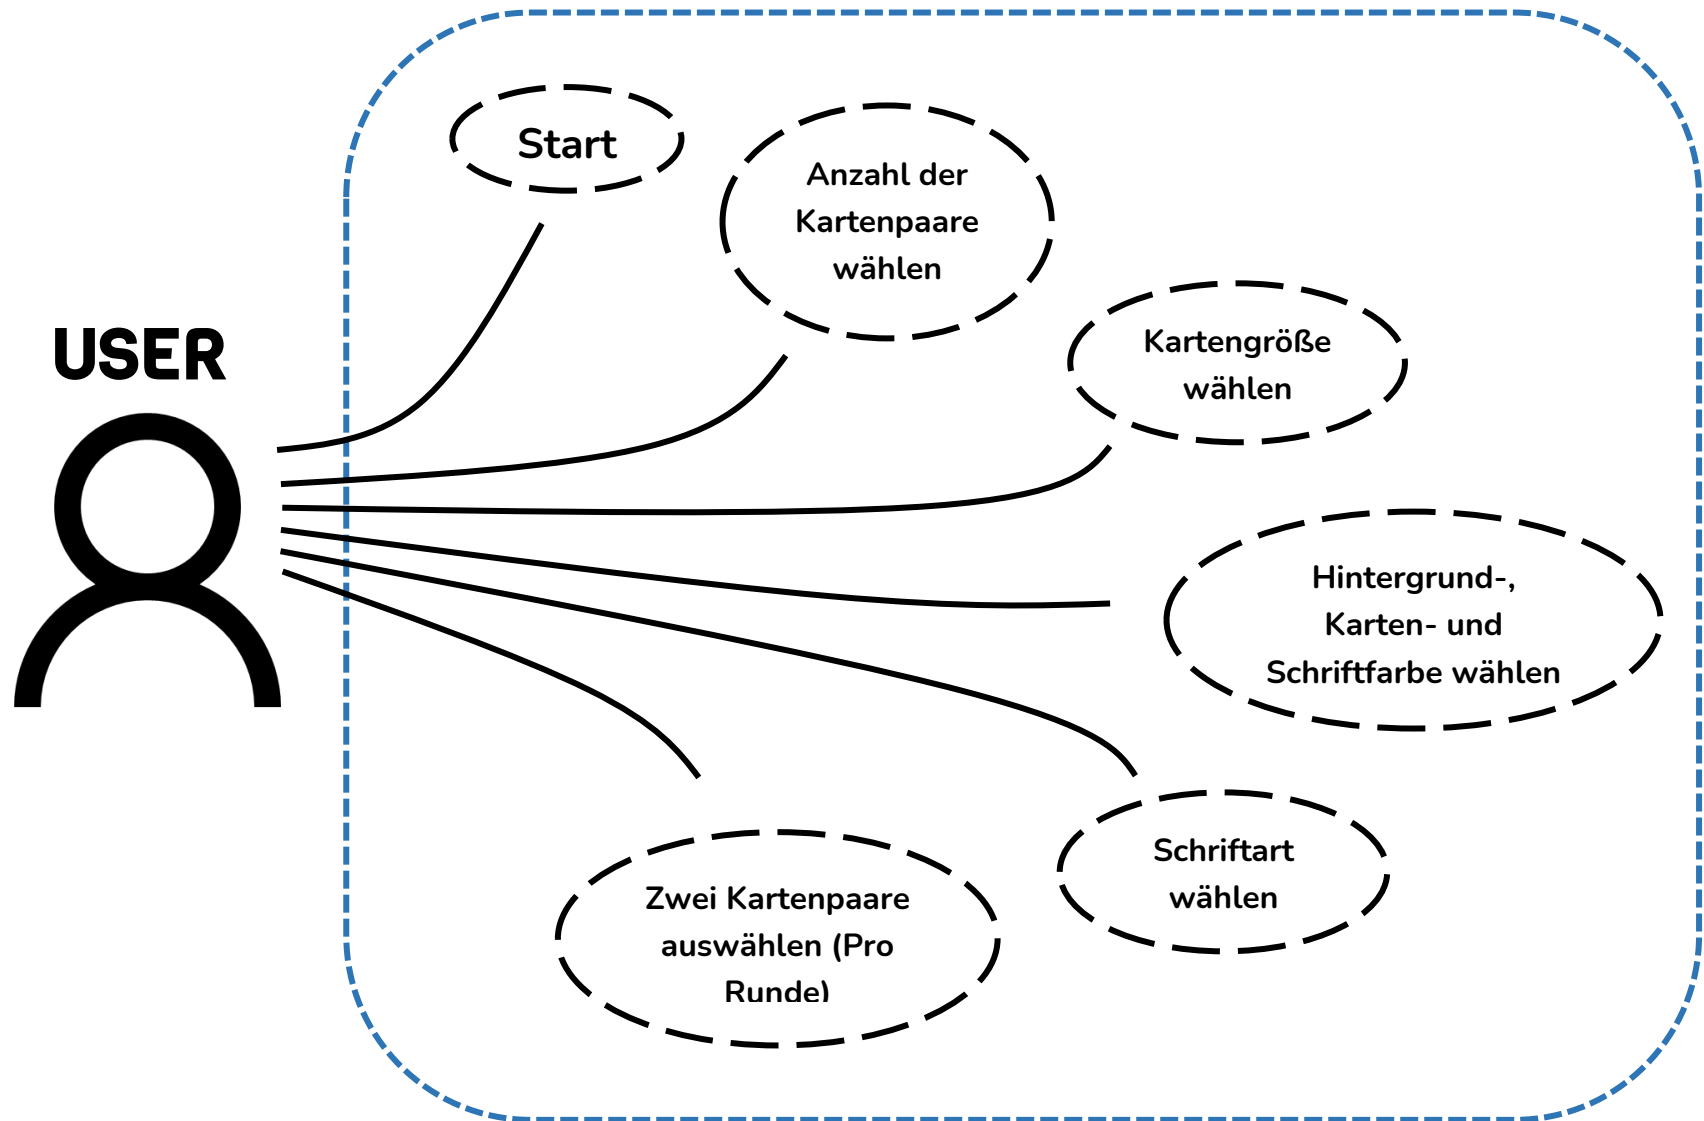 USER
Start
Anzahl der
Kartenpaare
wählen
Kartengröße
wählen
Hintergrund-,
Karten- und
Schriftfarbe wählen
Schriftart
wählen
Zwei Kartenpaare
auswählen (Pro
Runde)